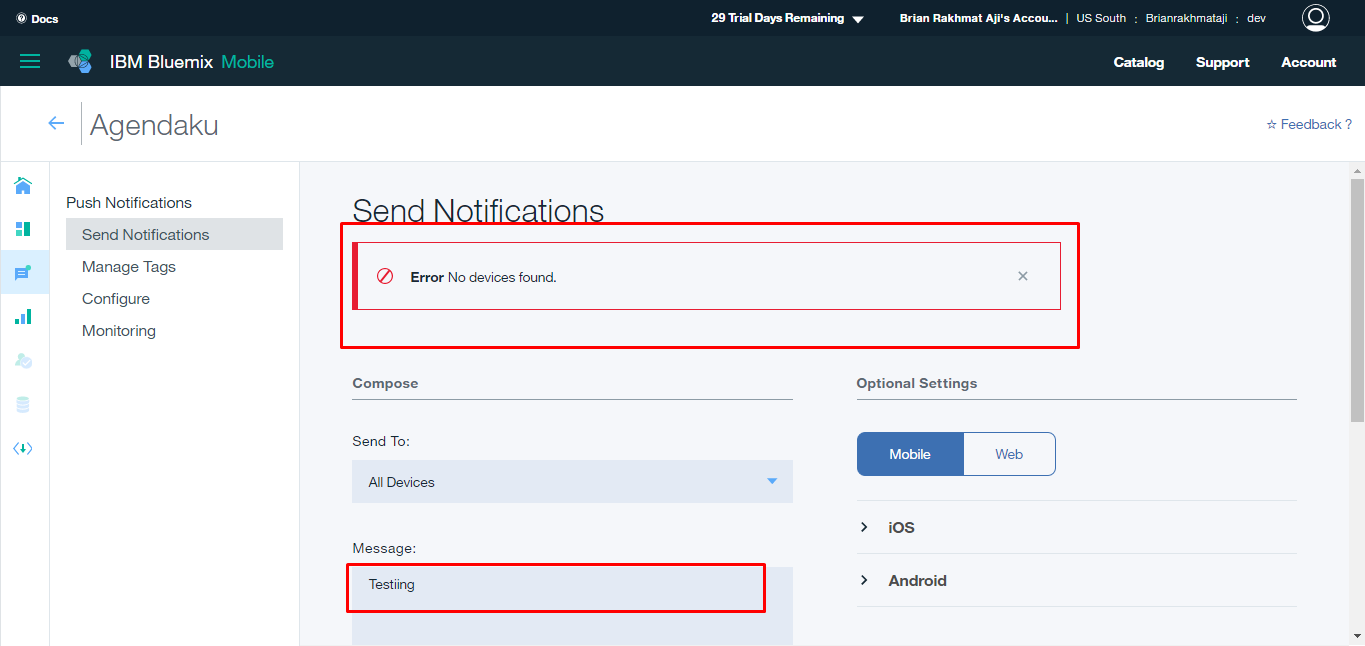 Docs
29 Trial Days Remaining
Brian Rakhmat Aji's Accou... | US South : Brianrakhmataji : dev
IBM Bluemix Mobile
Catalog Support Account
Agendaku
☆ Feedback ?
Push Notifications
Send Notifications
Manage Tags
Configure
Monitoring
Send Notifications
Error No devices found.
Compose
Send To:
All Devices
Message:
Testiing
Optional Settings
Mobile Web
iOS
Android